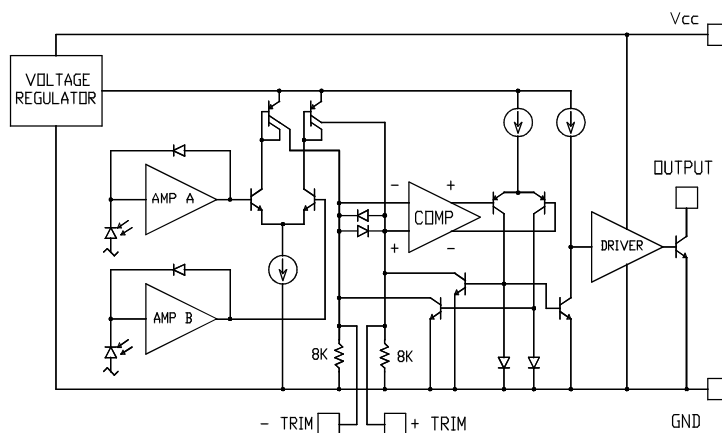 Vcc
VOLTAGE
REGULATOR
OUTPUT
AMP A
-
+
COMP
+
-
DRIVER
AMP B
8K
8K
- TRIM
+ TRIM
GND